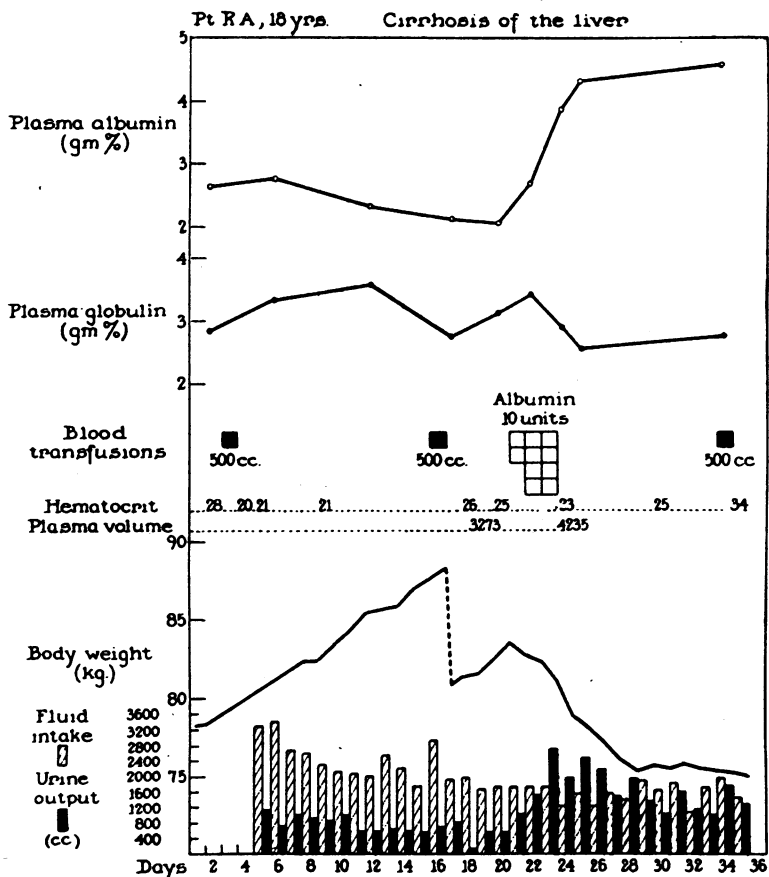 Pt RA, 18 yrs. Cirrhosis of the liver
5
4
Plasma albumin
(gm %)
3
2
4
Plasma globulin
(gm %)
3
2
Albumin
10 units
Blood
transfusions
500 cc.
500 cc.
500 cc
Hematocrit 28 20 21 21 26 25 23 25 34
Plasma volume 3273 4235
90
85
Body weight
(kg.)
80
Fluid
intake
Urine
output
(cc)
3600
3200
2800
2400
75
2000
1600
1200
800
400
Days 2 4 6 8 10 12 14 16 18 20 22 24 26 28 30 32 34 36